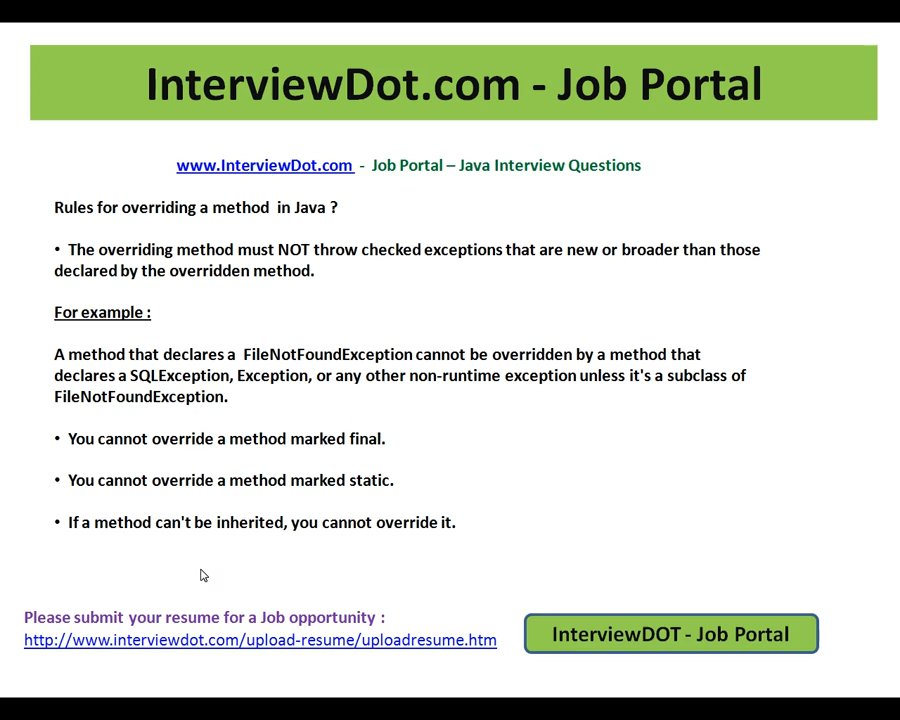 InterviewDot.com - Job Portal
www.InterviewDot.com - Job Portal – Java Interview Questions
Rules for overriding a method in Java ?
• The overriding method must NOT throw checked exceptions that are new or broader than those
declared by the overridden method.
For example :
A method that declares a FileNotFoundException cannot be overridden by a method that
declares a SQLException, Exception, or any other non-runtime exception unless it's a subclass of
FileNotFoundException.
• You cannot override a method marked final.
• You cannot override a method marked static.
• If a method can't be inherited, you cannot override it.
Please submit your resume for a Job opportunity :
http://www.interviewdot.com/upload-resume/uploadresume.htm
InterviewDOT - Job Portal